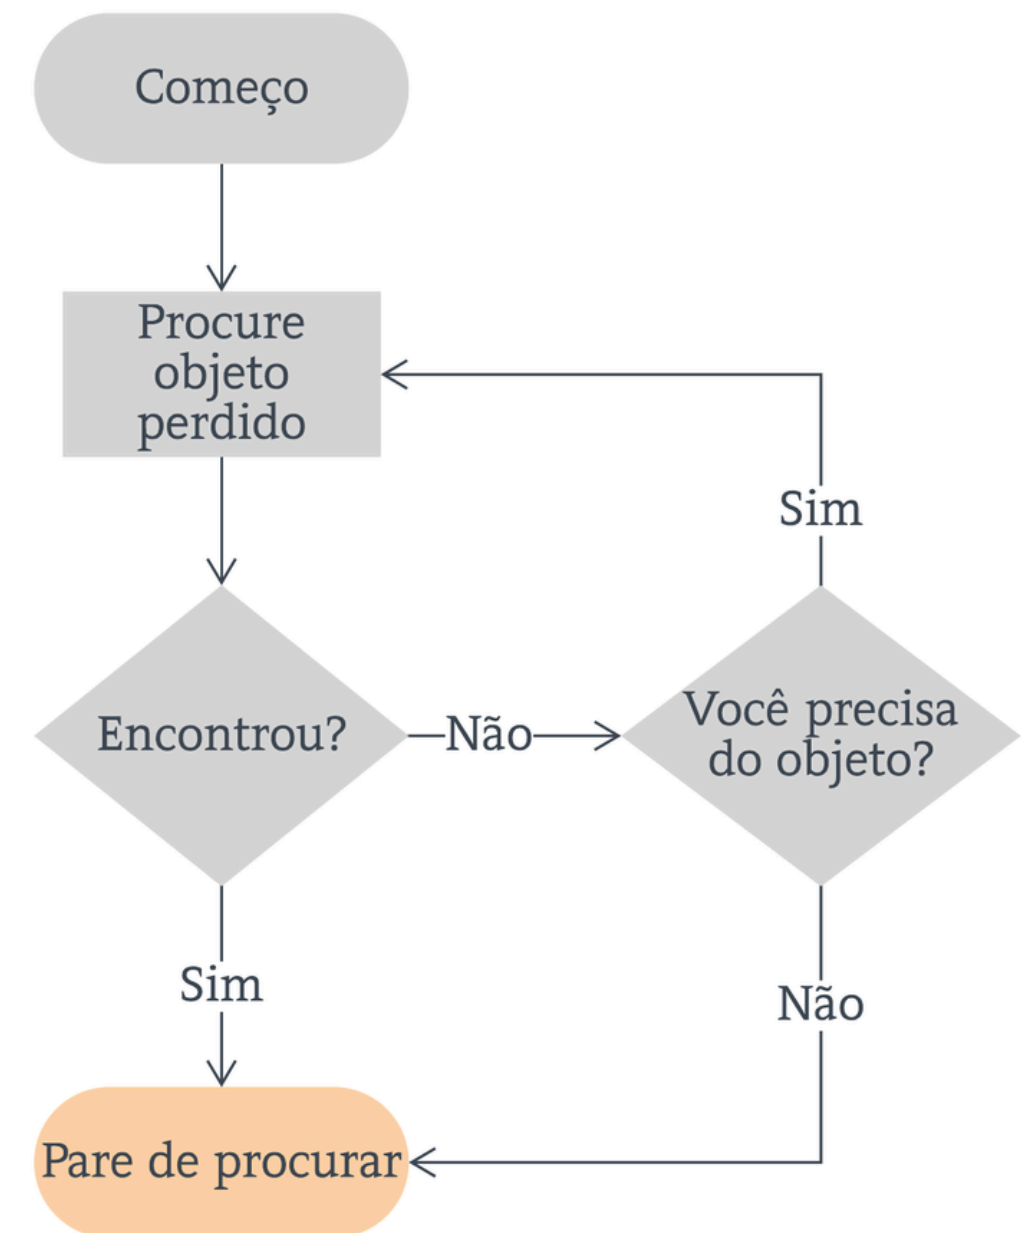 Começo
Procure
objeto
perdido
Sim
Encontrou?
Não
Você precisa
do objeto?
Sim
Não
Pare de procurar